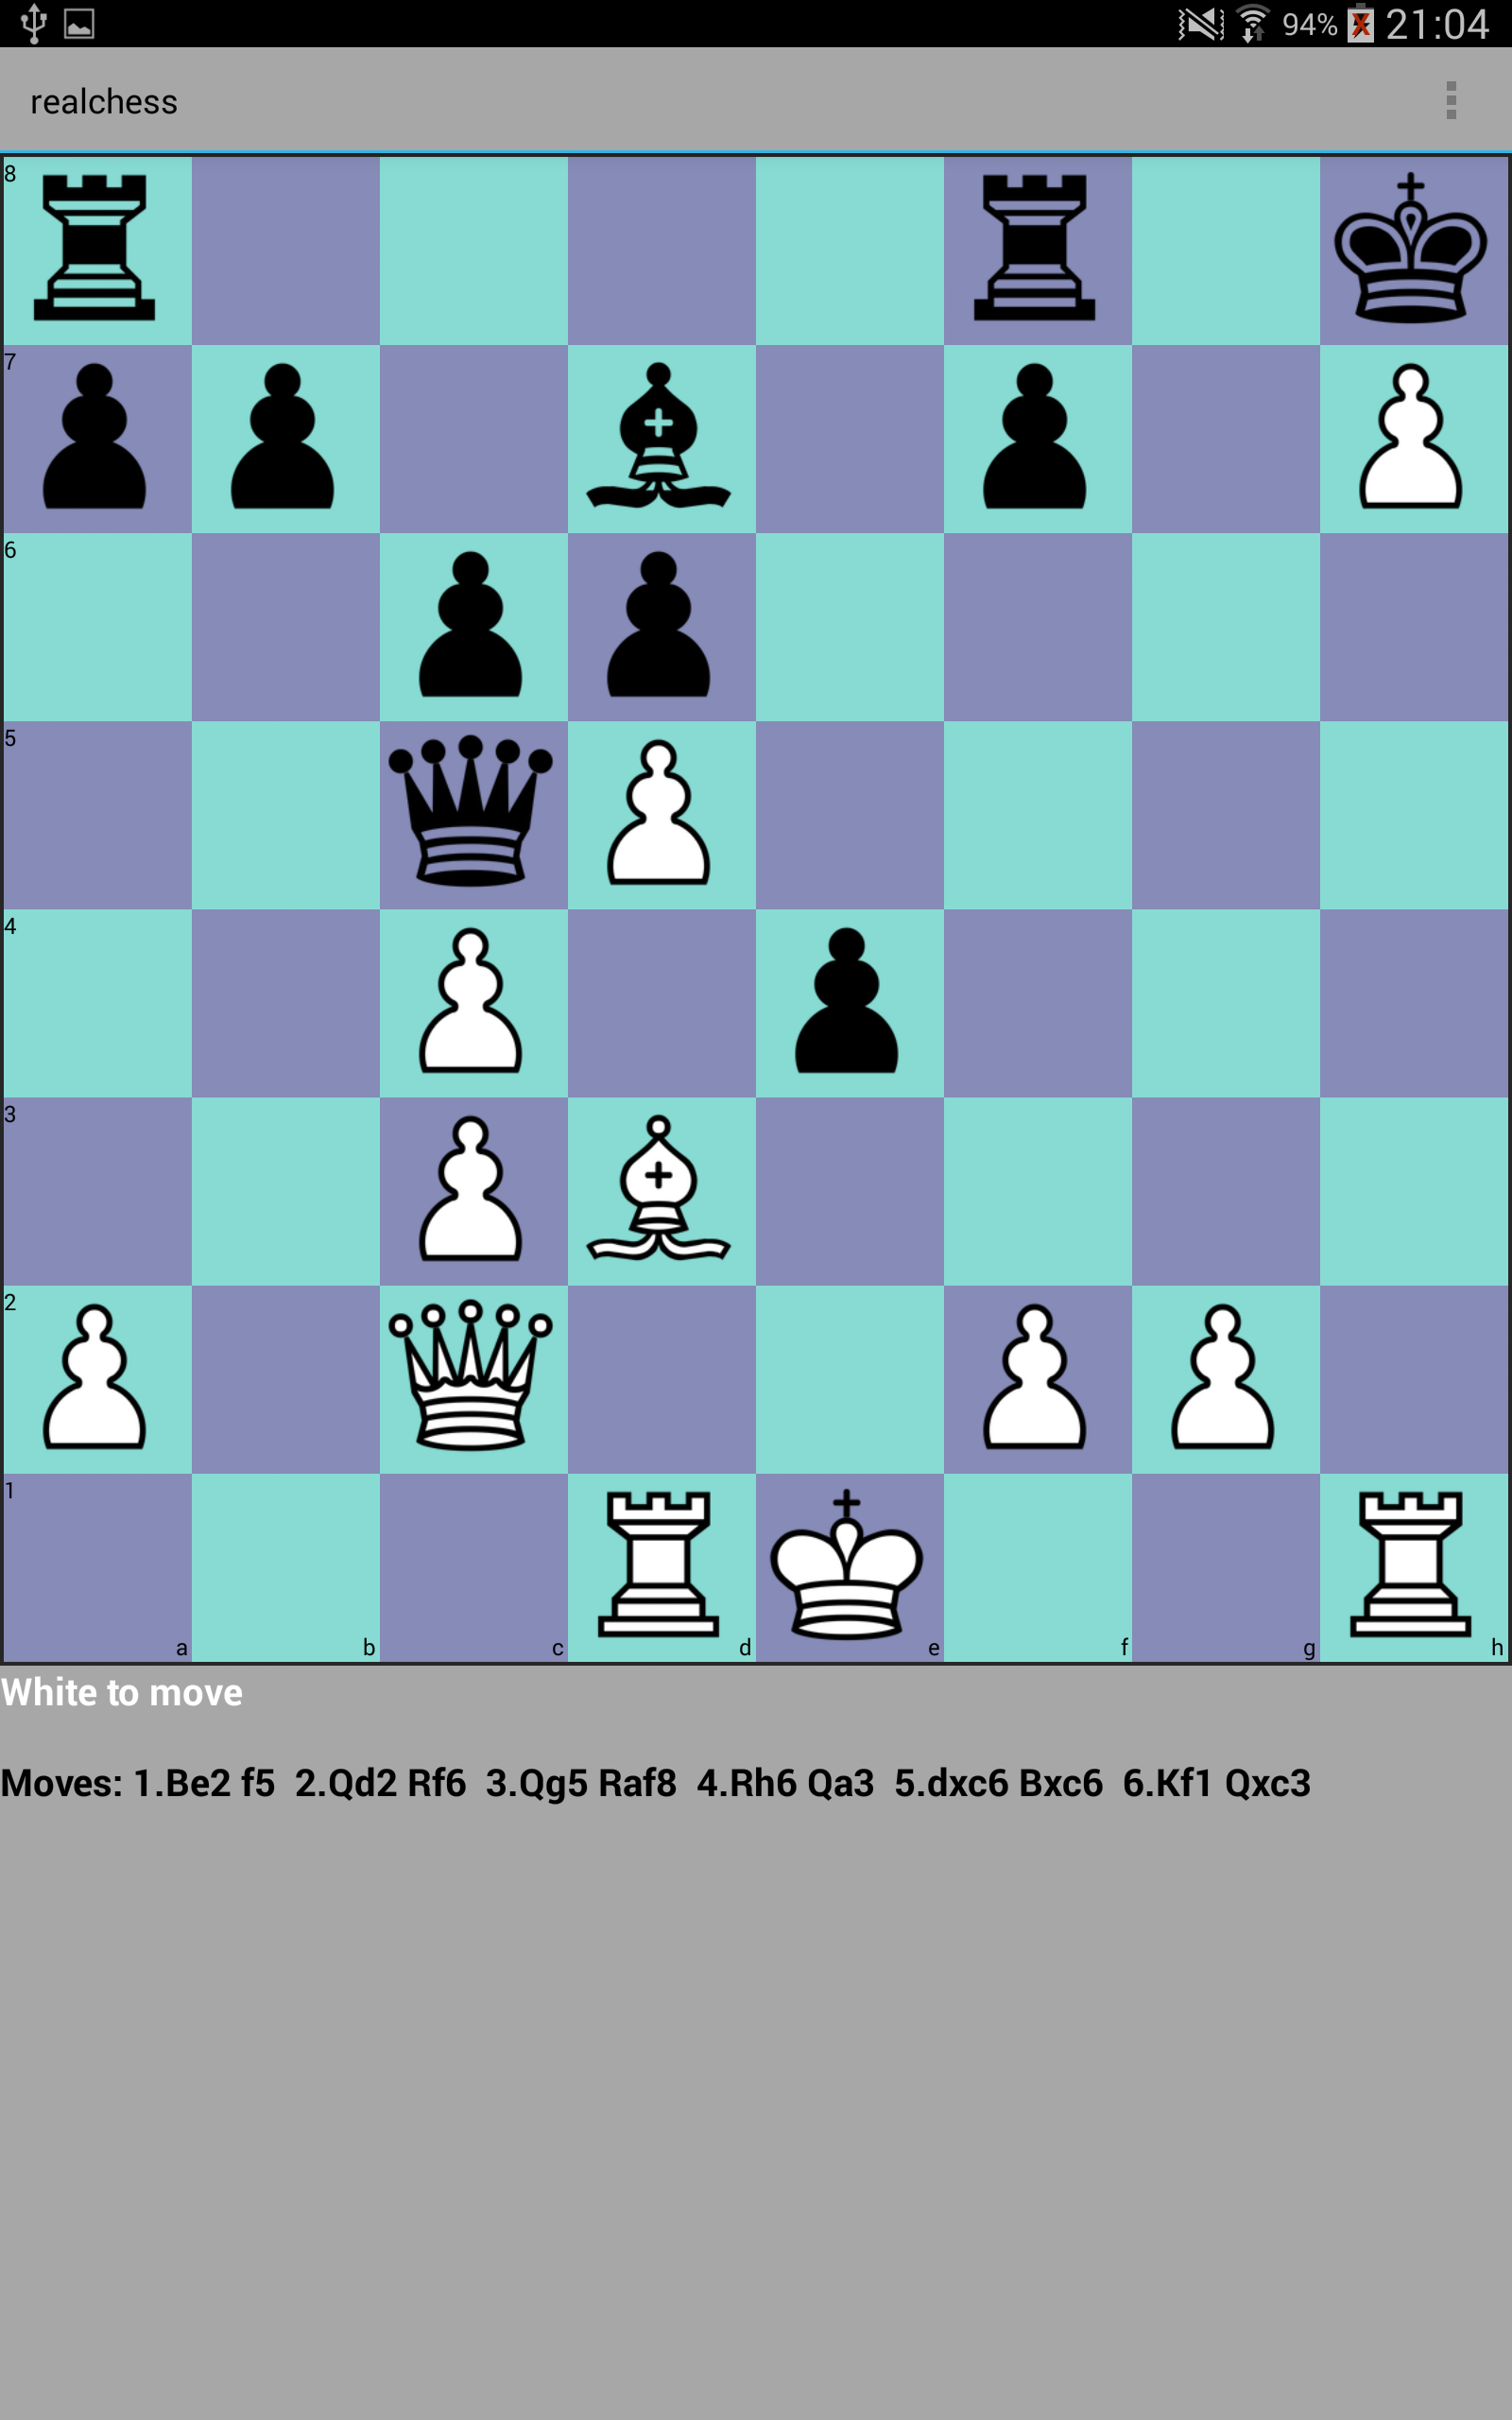 94% 21:04
realchess
8
7
6
5
4
3
2
1
a b c d e f g h
White to move
Moves: 1.Be2 f5 2.Qd2 Rf6 3.Qg5 Raf8 4.Rh6 Qa3 5.dxc6 Bxc6 6.Kf1 Qxc3